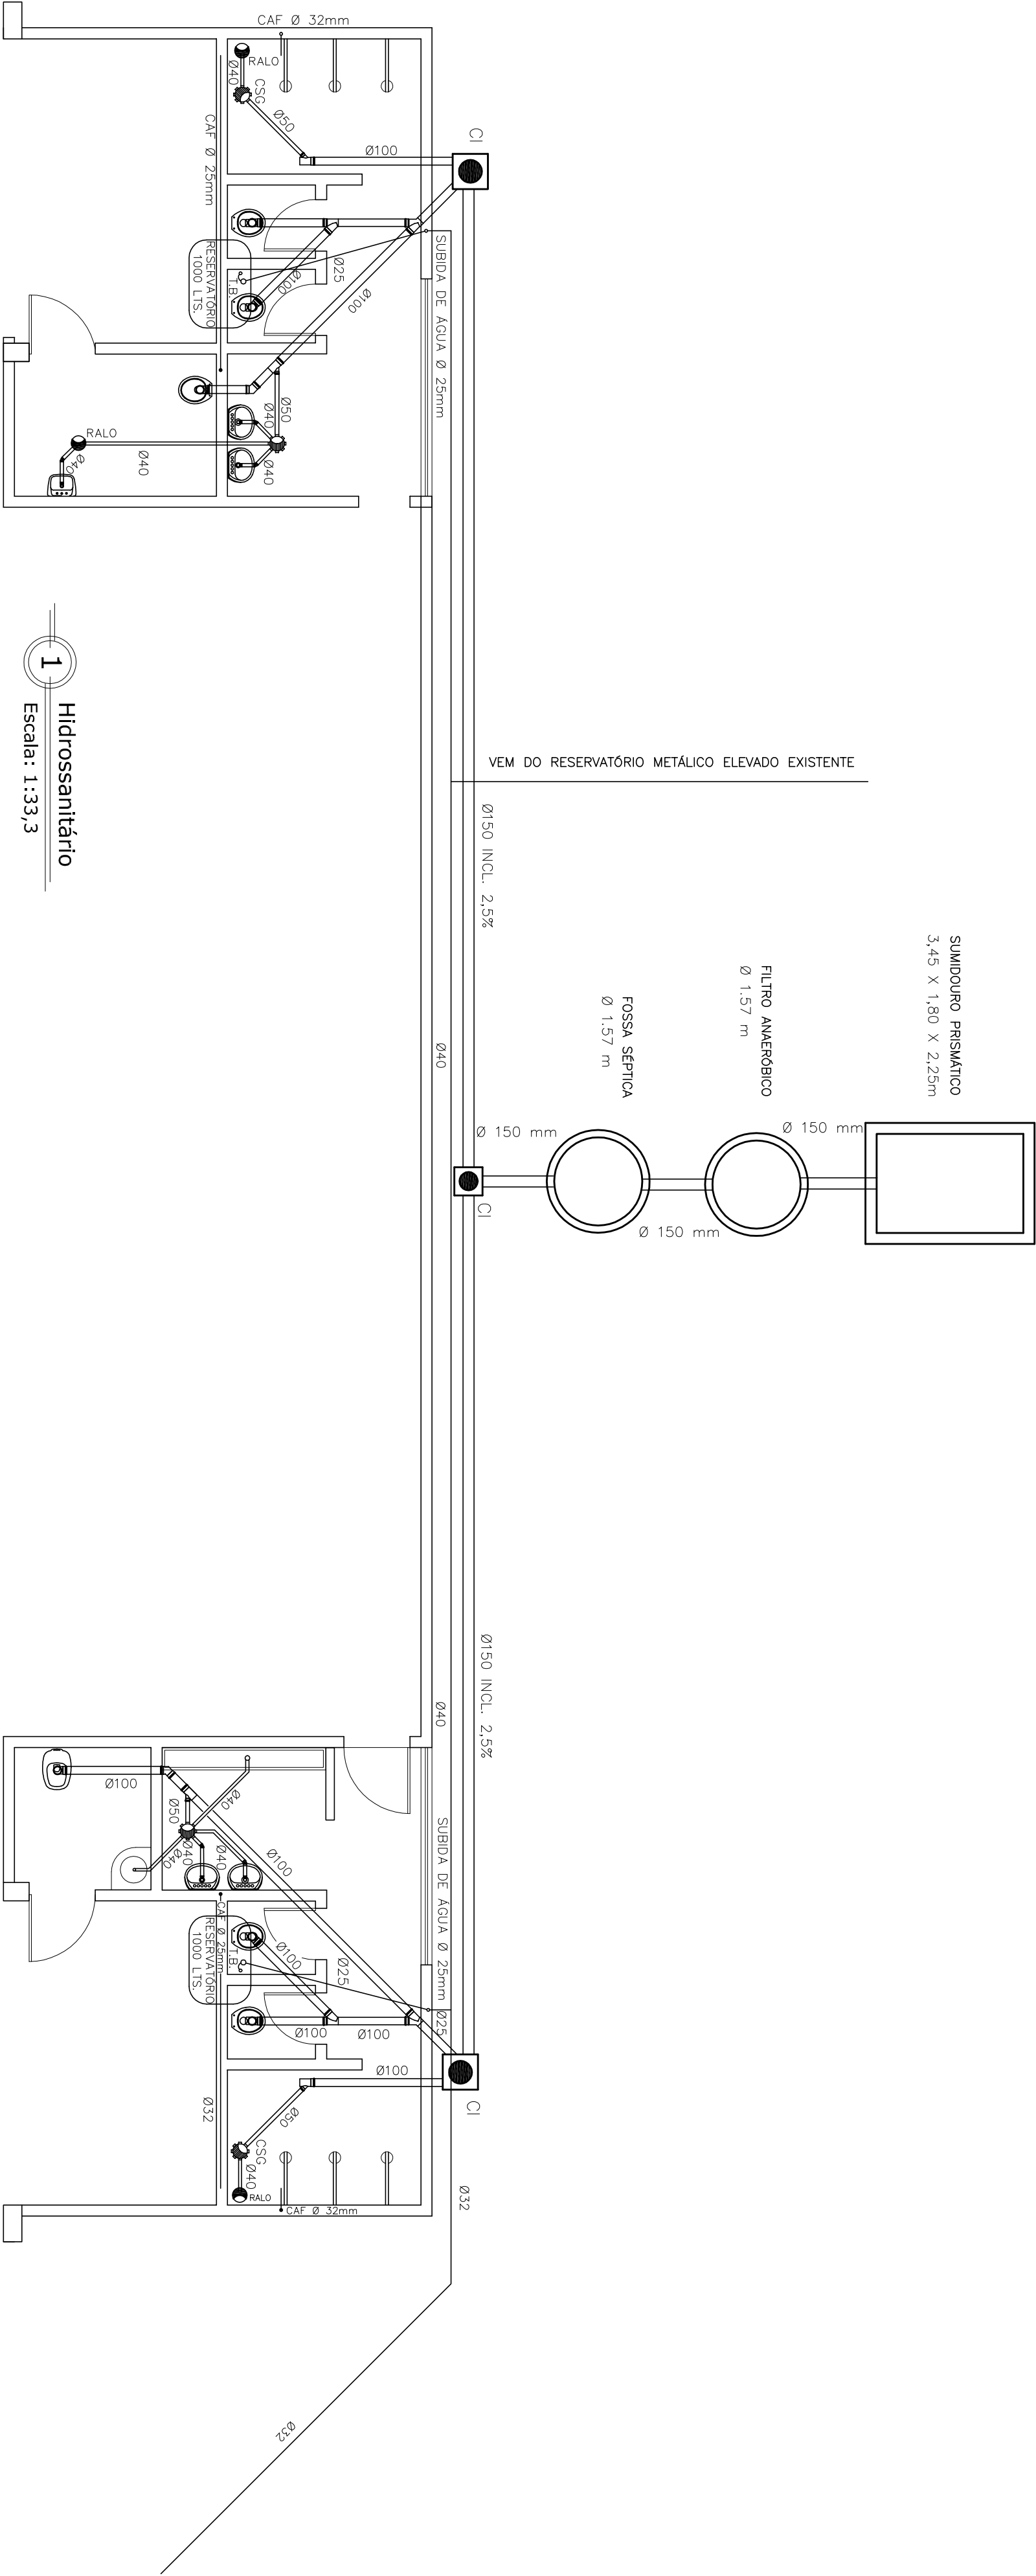 CAF Ø 32mm
RALO
Ø40
CSG
Ø50
Ø100
CI
CAF Ø 25mm
RESERVATÓRIO
1000 LTS.
T.B.
Ø25
Ø100
Ø100
SUBIDA DE ÁGUA Ø 25mm
Ø50
Ø40
Ø40
RALO
Ø40
Ø40
1
Hidrossanitário
Escala: 1:33,3
VEM DO RESERVATÓRIO METÁLICO ELEVADO EXISTENTE
Ø150 INCL. 2,5%
SUMIDOURO PRISMÁTICO
3,45 X 1,80 X 2,25m
FILTRO ANAERÓBICO
Ø 1.57 m
FOSSA SÉPTICA
Ø 1.57 m
Ø40
Ø 150 mm
Ø 150 mm
Ø 150 mm
CI
Ø150 INCL. 2,5%
Ø40
Ø100
Ø50
Ø40
Ø40
Ø40
Ø40
Ø100
SUBIDA DE ÁGUA Ø 25mm
CAF Ø 25mm
RESERVATÓRIO
1000 LTS.
T.B.
Ø100
Ø25
Ø25
Ø100
Ø100
Ø100
CI
Ø50
Ø32
CSG
Ø40
RALO
CAF Ø 32mm
Ø32
Ø32